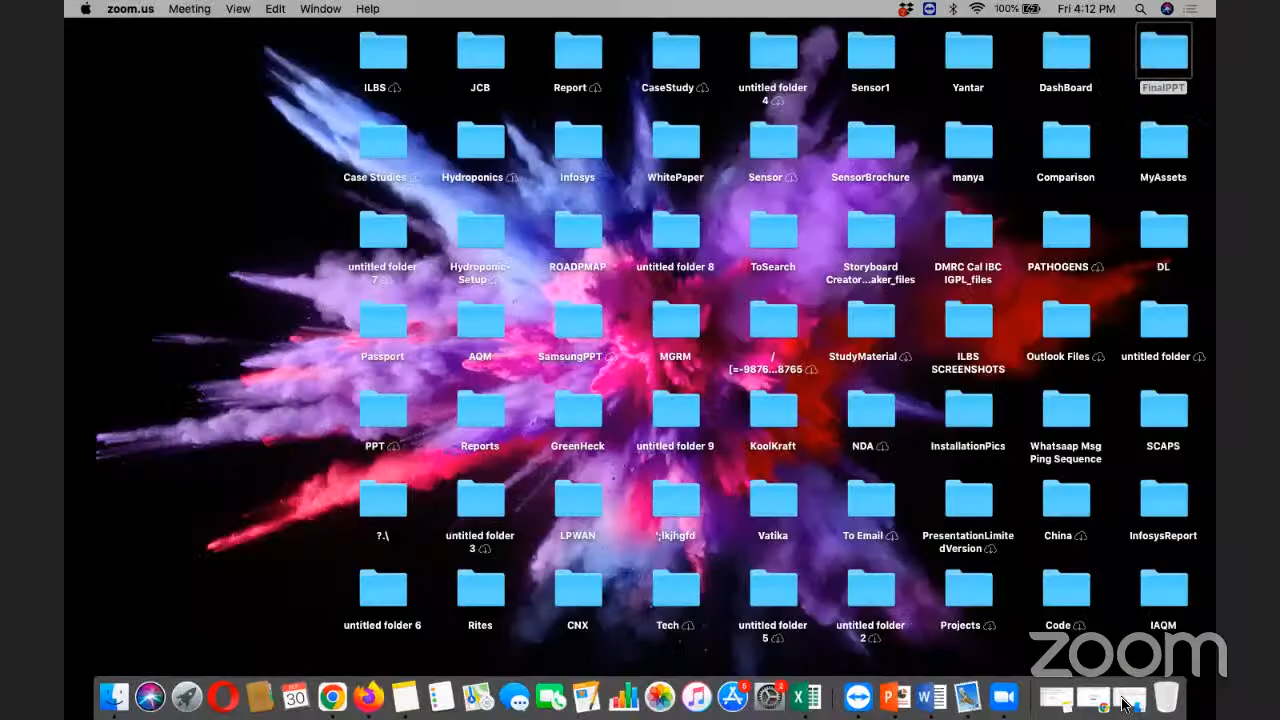 zoom.us Meeting View Edit Window Help 100% Fri 4:12 PM
ILBS JCB Report CaseStudy untitled folder 4 Sensor1 Yantar DashBoard FinalPPT
Case Studies Hydroponics Infosys WhitePaper Sensor SensorBrochure manya Comparison MyAssets
untitled folder 7 Hydroponic-Setup ROADPMAP untitled folder 8 ToSearch Storyboard Creator...aker_files DMRC Cal IBC IGPL_files PATHOGENS DL
Passport AQM SamsungPPT MGRM / [=-9876...8765 StudyMaterial ILBS SCREENSHOTS Outlook Files untitled folder
PPT Reports GreenHeck untitled folder 9 KoolKraft NDA InstallationPics Whatsaap Msg Ping Sequence SCAPS
?.\ untitled folder 3 LPWAN ';lkjhgfd Vatika To Email PresentationLimitedVersion China InfosysReport
untitled folder 6 Rites CNX Tech untitled folder 5 untitled folder 2 Projects Code IAQM
zoom
SEP 30 6 2